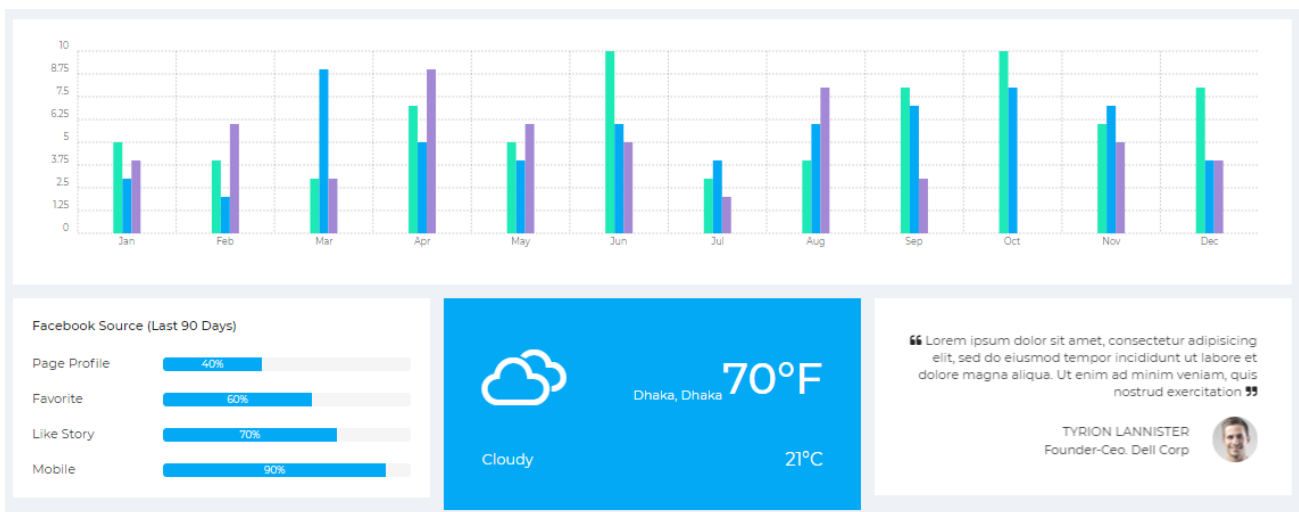 10
8.75
7.5
6.25
5
3.75
2.5
1.25
0
Jan Feb Mar Apr May Jun Jul Aug Sep Oct Nov Dec
Facebook Source (Last 90 Days)
Page Profile 40%
Favorite 60%
Like Story 70%
Mobile 90%
Dhaka, Dhaka 70°F
Cloudy 21°C
❝ Lorem ipsum dolor sit amet, consectetur adipisicing
elit, sed do eiusmod tempor incididunt ut labore et
dolore magna aliqua. Ut enim ad minim veniam, quis
nostrud exercitation ❞
TYRION LANNISTER
Founder-Ceo. Dell Corp